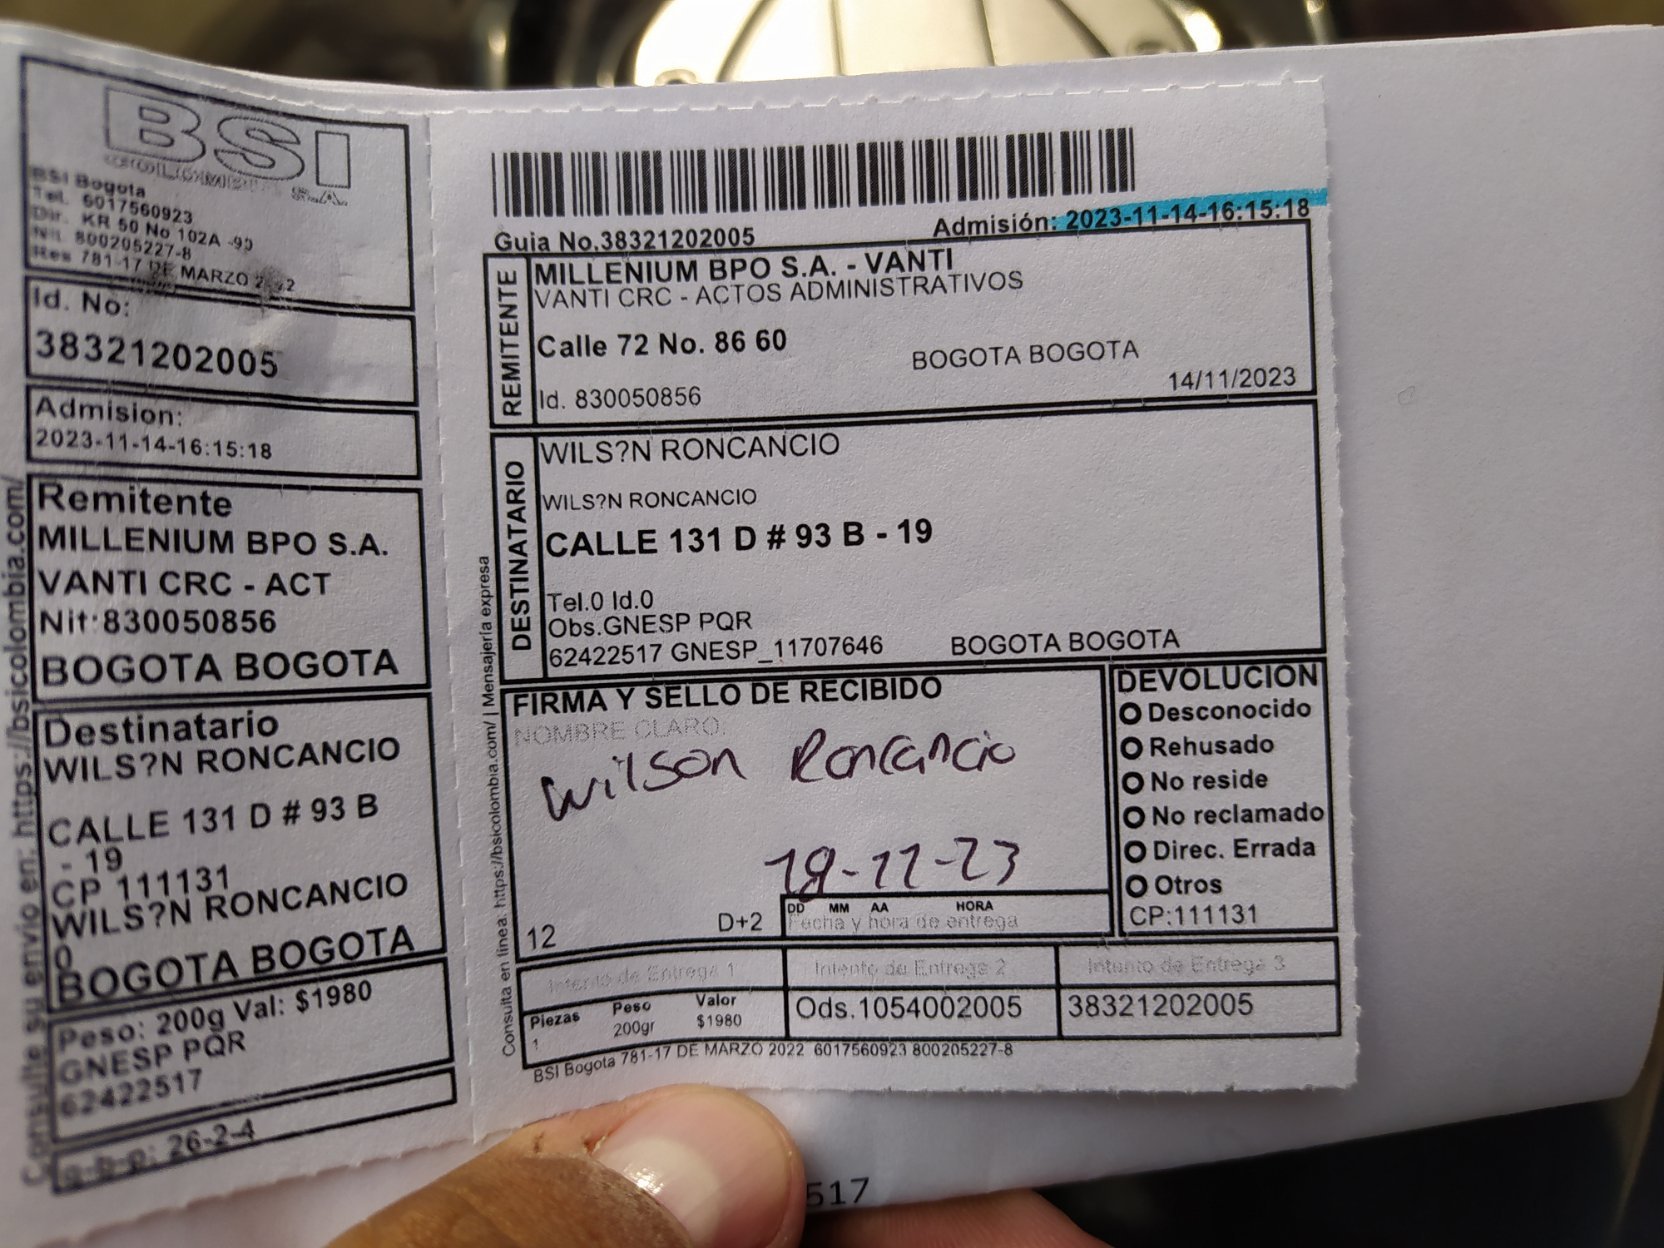 BSI
COLOMBIA S.A.
BSI Bogota
Tel. 6017560923
Dir. KR 50 No 102A -90
Nit. 800205227-8
Res 781-17 DE MARZO 2022
Id. No:
38321202005
Admision:
2023-11-14-16:15:18
Remitente
MILLENIUM BPO S.A.
VANTI CRC - ACT
Nit:830050856
BOGOTA BOGOTA
Destinatario
WILS?N RONCANCIO
CALLE 131 D # 93 B
- 19
CP 111131
WILS?N RONCANCIO
0
BOGOTA BOGOTA
Peso: 200g Val: $1980
GNESP PQR
62422517
26-2-4
Consulte su envio en: https://bsicolombia.com/
Guia No.38321202005
Admisión: 2023-11-14-16:15:18
REMITENTE
MILLENIUM BPO S.A. - VANTI
VANTI CRC - ACTOS ADMINISTRATIVOS
Calle 72 No. 86 60
BOGOTA BOGOTA
14/11/2023
Id. 830050856
DESTINATARIO
WILS?N RONCANCIO
WILS?N RONCANCIO
CALLE 131 D # 93 B - 19
Tel.0 Id.0
Obs.GNESP PQR
62422517 GNESP_11707646
BOGOTA BOGOTA
FIRMA Y SELLO DE RECIBIDO
NOMBRE CLARO:
Wilson Roncancio
-11-23
12
D+2
DD MM AA HORA
Fecha y hora de entrega
DEVOLUCION
Desconocido
Rehusado
No reside
No reclamado
Direc. Errada
Otros
CP:111131
Intento de Entrega 1
Intento de Entrega 2
Intento de Entrega 3
Piezas Peso Valor
1 200gr $1980
Ods.1054002005
38321202005
BSI Bogota 781-17 DE MARZO 2022 6017560923 800205227-8
Consulta en línea: https://bsicolombia.com/ | Mensajería expresa
517